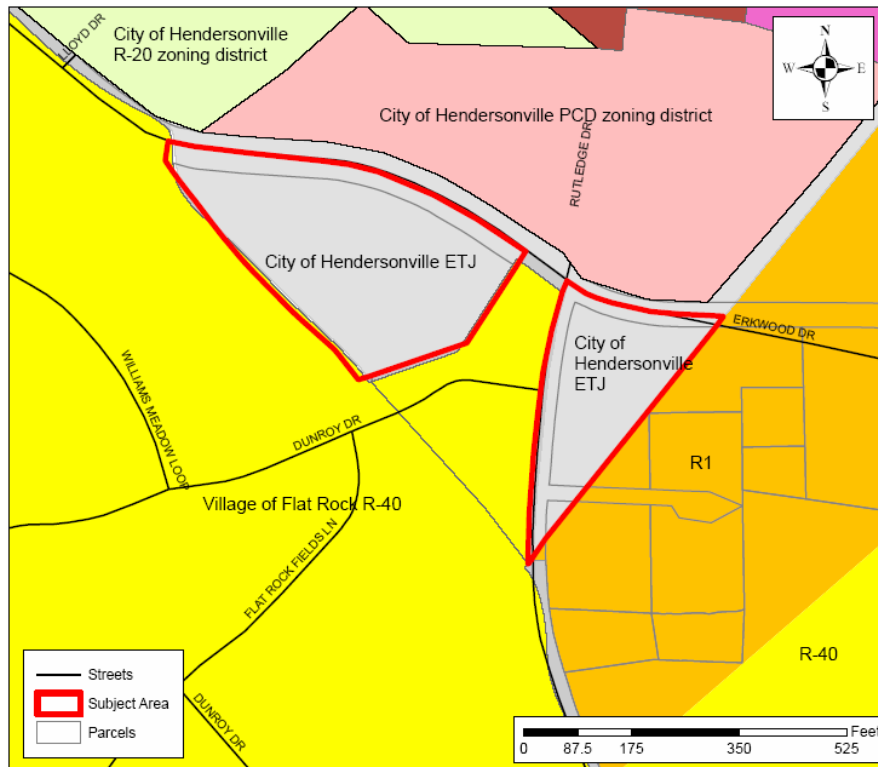 LLOYD DR
City of Hendersonville
R-20 zoning district
N
W E
S
City of Hendersonville PCD zoning district
RUTLEDGE DR
City of Hendersonville ETJ
City of
Hendersonville
ETJ
ERKWOOD DR
WILLIAMS MEADOW LOOP
DUNROY DR
R1
Village of Flat Rock R-40
FLAT ROCK FIELDS LN
R-40
DUNROY DR
Streets
Subject Area
Parcels
Feet
0 87.5 175 350 525